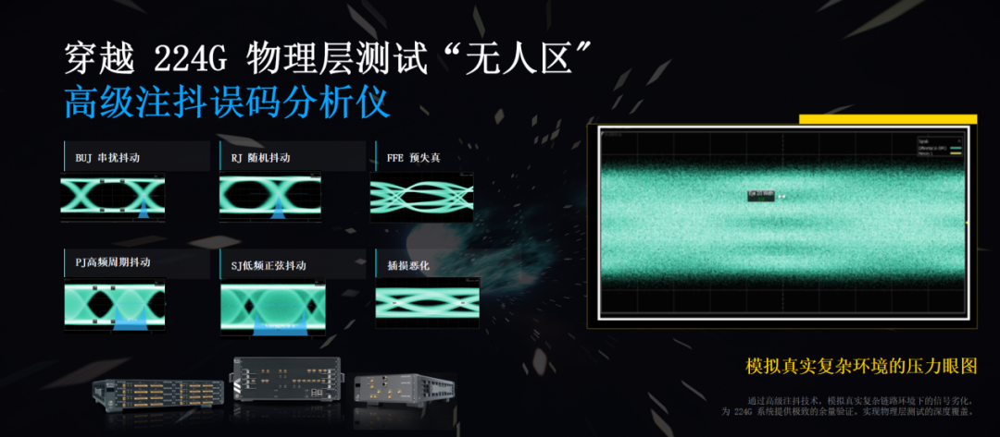 穿越 224G 物理层测试“无人区”
高级注抖误码分析仪
BUJ 串扰抖动
RJ 随机抖动
FFE 预失真
PJ高频周期抖动
SJ低频正弦抖动
插损恶化
模拟真实复杂环境的压力眼图
通过高级注抖技术，模拟真实复杂链路环境下的信号劣化，
为 224G 系统提供极致的余量验证，实现物理层测试的深度覆盖。